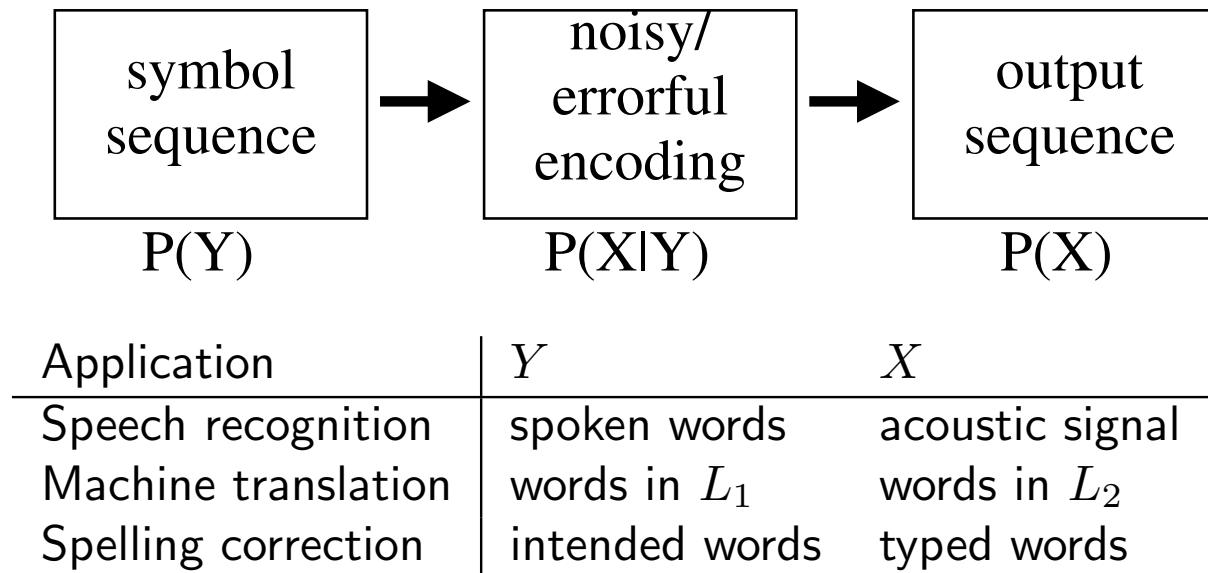 symbol
sequence
noisy/
errorful
encoding
output
sequence
P(Y)
P(X|Y)
P(X)
Application Y X
Speech recognition spoken words acoustic signal
Machine translation words in L₁ words in L₂
Spelling correction intended words typed words